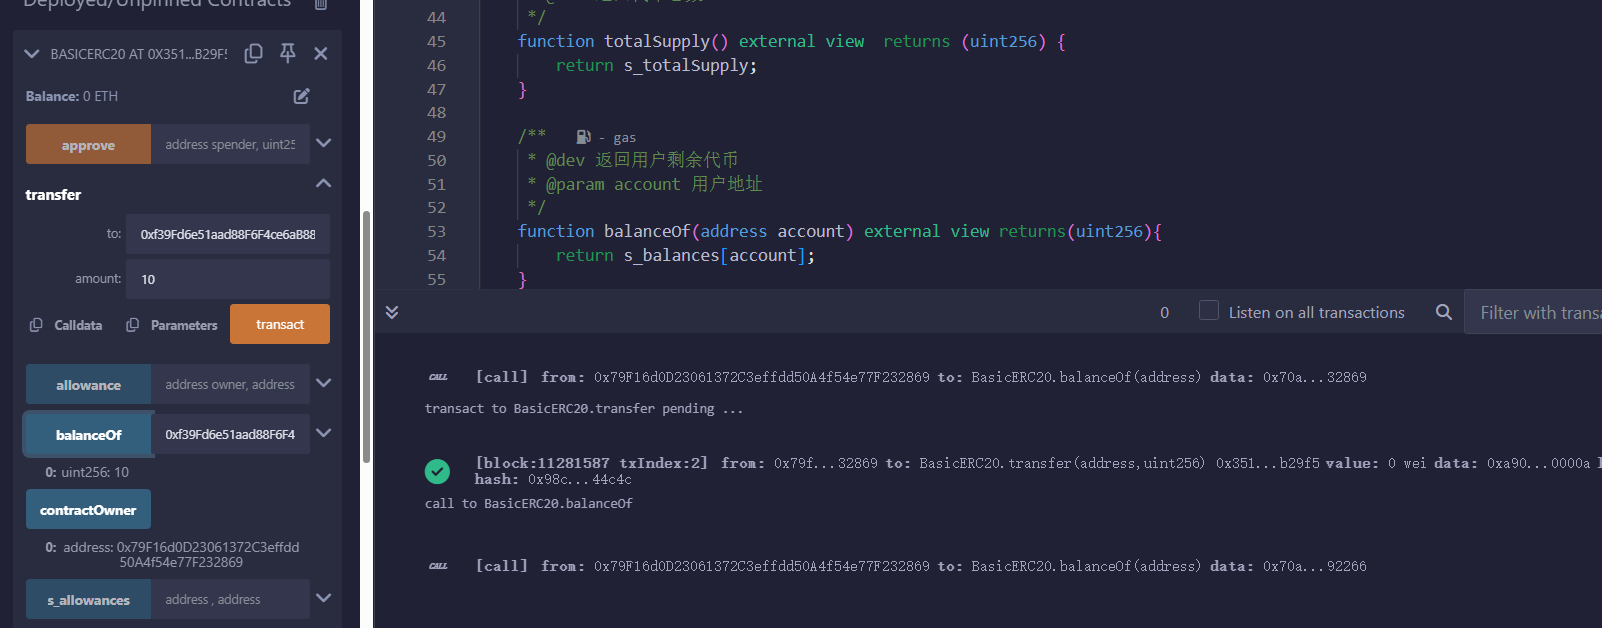 Deployed/Unpinned Contracts
BASICERC20 AT 0X351...B29F5
Balance: 0 ETH
approve
address spender, uint25
transfer
to:
0xf39Fd6e51aad88F6F4ce6aB88
amount:
10
Calldata
Parameters
transact
allowance
address owner, address
balanceOf
0xf39Fd6e51aad88F6F4
0: uint256: 10
contractOwner
0: address: 0x79F16d0D23061372C3effdd
50A4f54e77F232869
s_allowances
address , address
44 */
45 function totalSupply() external view returns (uint256) {
46 return s_totalSupply;
47 }
48
49 /** - gas
50 * @dev 返回用户剩余代币
51 * @param account 用户地址
52 */
53 function balanceOf(address account) external view returns(uint256){
54 return s_balances[account];
55 }
0
Listen on all transactions
Filter with transa
CALL [call] from: 0x79F16d0D23061372C3effdd50A4f54e77F232869 to: BasicERC20.balanceOf(address) data: 0x70a...32869
transact to BasicERC20.transfer pending ...
[block:11281587 txIndex:2] from: 0x79f...32869 to: BasicERC20.transfer(address,uint256) 0x351...b29f5 value: 0 wei data: 0xa90...0000a
hash: 0x98c...44c4c
call to BasicERC20.balanceOf
CALL [call] from: 0x79F16d0D23061372C3effdd50A4f54e77F232869 to: BasicERC20.balanceOf(address) data: 0x70a...92266